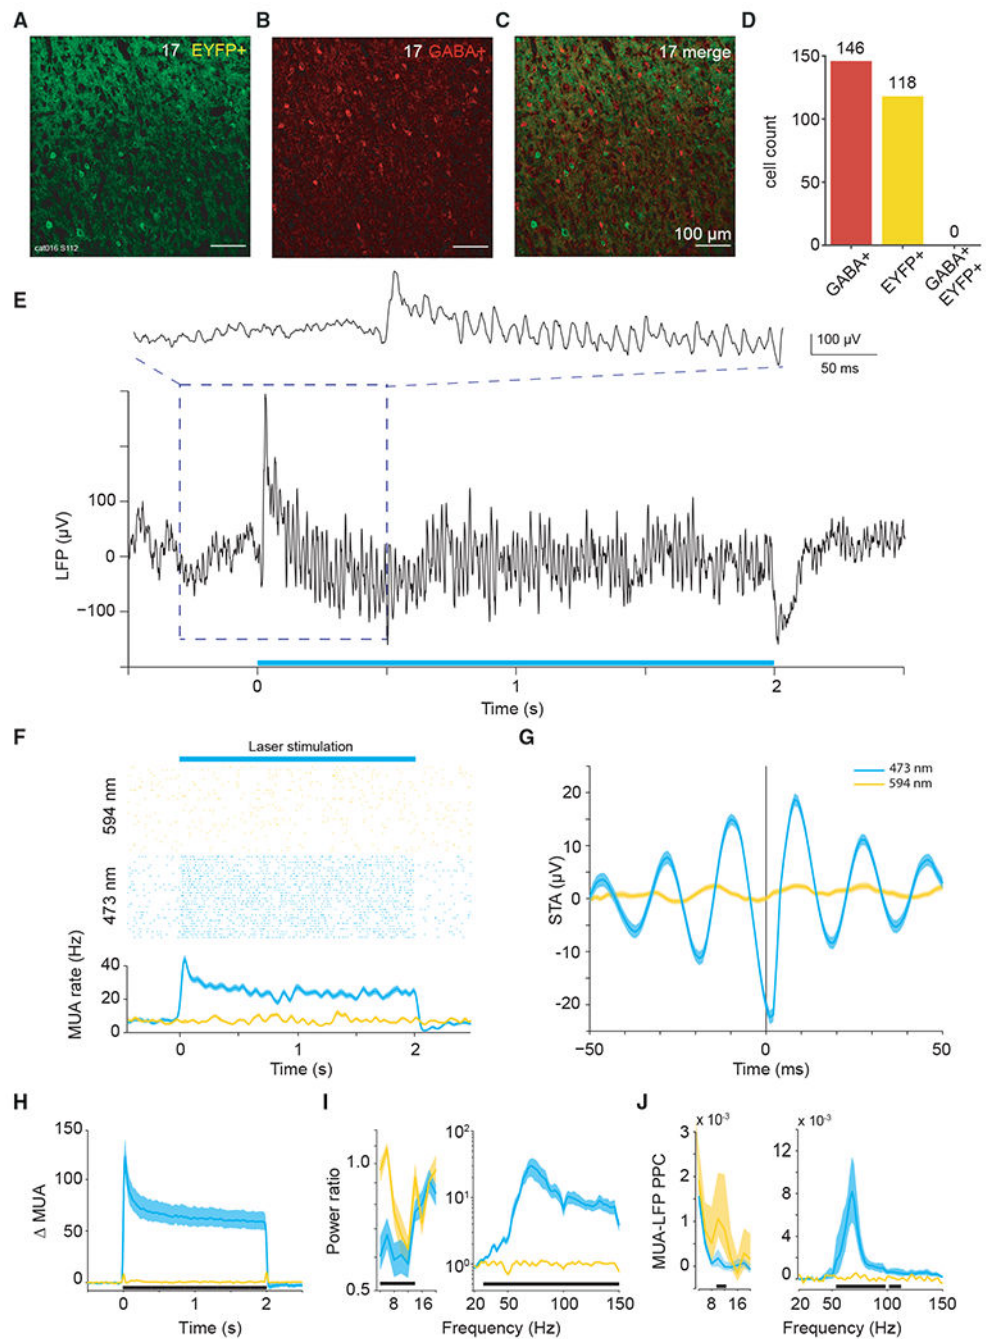 A
B
C
D
17 EYFP+
cat016 S112
17 GABA+
17 merge
100 µm
cell count
150
100
50
0
146
118
0
GABA+
EYFP+
GABA+
EYFP+
E
100 µV
50 ms
LFP (µV)
100
0
−100
0
1
2
Time (s)
F
Laser stimulation
594 nm
473 nm
MUA rate (Hz)
40
20
0
0
1
2
Time (s)
G
473 nm
594 nm
STA (µV)
20
10
0
-10
-20
−50
0
50
Time (ms)
H
Δ MUA
150
100
50
0
0
1
2
Time (s)
I
Power ratio
1.0
0.5
8
16
10²
10¹
10⁰
20
50
100
150
Frequency (Hz)
J
MUA-LFP PPC
x 10⁻³
3
2
1
0
8
16
x 10⁻³
12
8
4
0
20
50
100
150
Frequency (Hz)